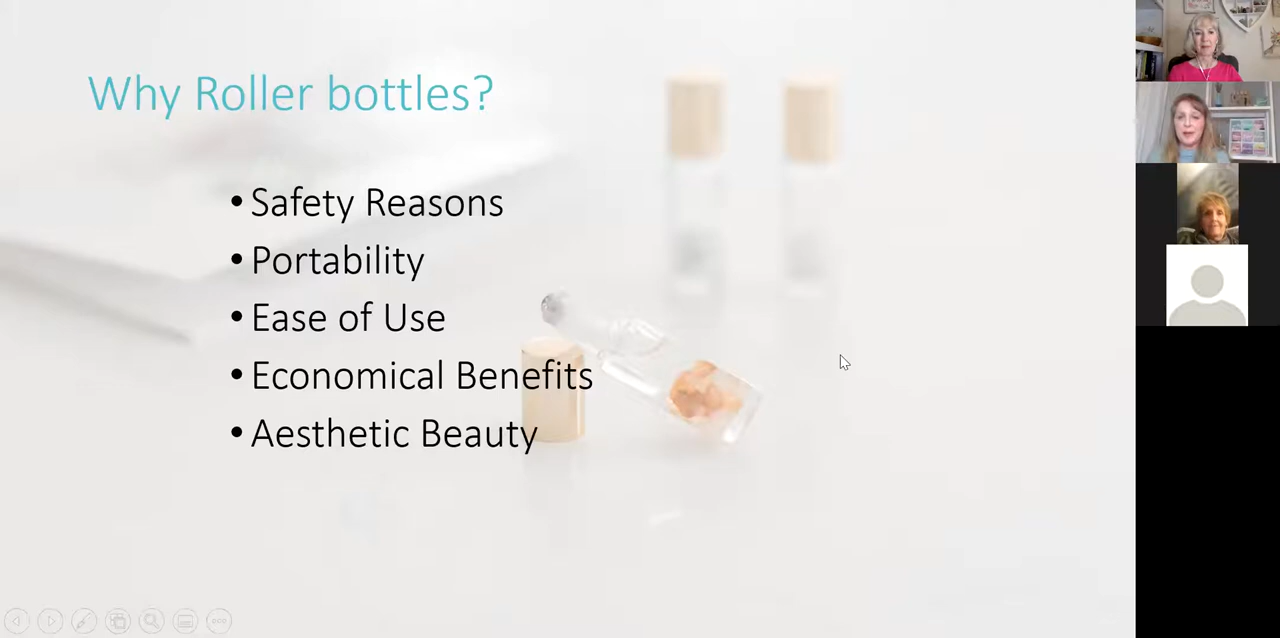 Why Roller bottles?
• Safety Reasons
• Portability
• Ease of Use
• Economical Benefits
• Aesthetic Beauty